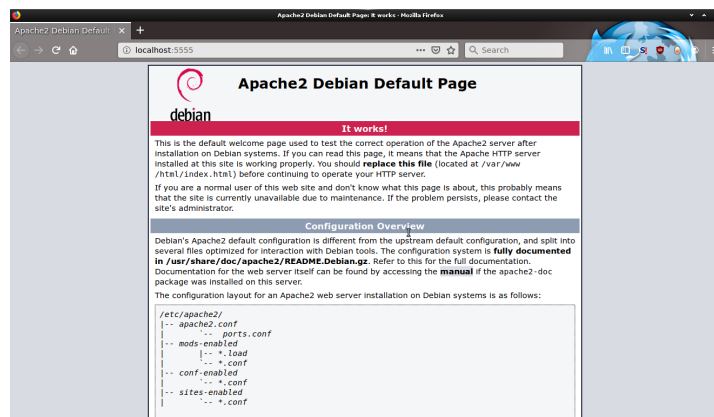 Apache2 Debian Default Page: It works - Mozilla Firefox
Apache2 Debian Default
localhost:5555
Search
Apache2 Debian Default Page
debian
It works!
This is the default welcome page used to test the correct operation of the Apache2 server after
installation on Debian systems. If you can read this page, it means that the Apache HTTP server
installed at this site is working properly. You should replace this file (located at /var/www
/html/index.html) before continuing to operate your HTTP server.
If you are a normal user of this web site and don't know what this page is about, this probably means
that the site is currently unavailable due to maintenance. If the problem persists, please contact the
site's administrator.
Configuration Overview
Debian's Apache2 default configuration is different from the upstream default configuration, and split into
several files optimized for interaction with Debian tools. The configuration system is fully documented
in /usr/share/doc/apache2/README.Debian.gz. Refer to this for the full documentation.
Documentation for the web server itself can be found by accessing the manual if the apache2-doc
package was installed on this server.
The configuration layout for an Apache2 web server installation on Debian systems is as follows:
/etc/apache2/
|-- apache2.conf
|       `--  ports.conf
|-- mods-enabled
|       |-- *.load
|       `-- *.conf
|-- conf-enabled
|       `-- *.conf
|-- sites-enabled
|       `-- *.conf